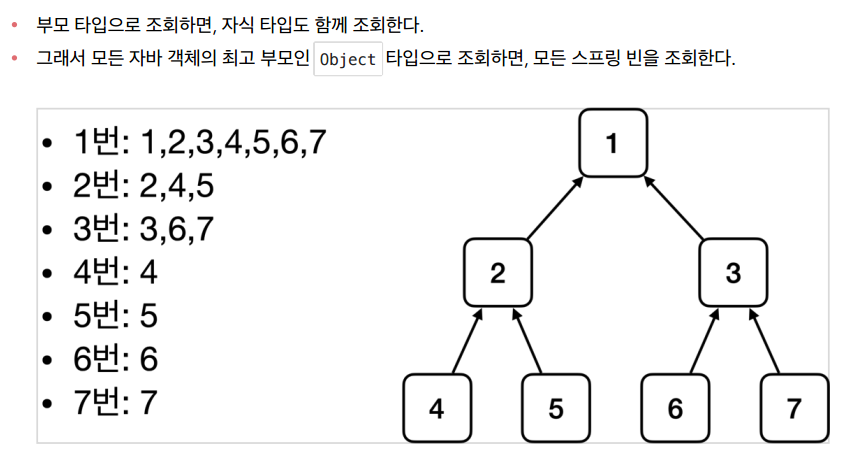 • 부모 타입으로 조회하면, 자식 타입도 함께 조회한다.
• 그래서 모든 자바 객체의 최고 부모인 Object 타입으로 조회하면, 모든 스프링 빈을 조회한다.
• 1번: 1,2,3,4,5,6,7
• 2번: 2,4,5
• 3번: 3,6,7
• 4번: 4
• 5번: 5
• 6번: 6
• 7번: 7
1
2 3
4 5 6 7